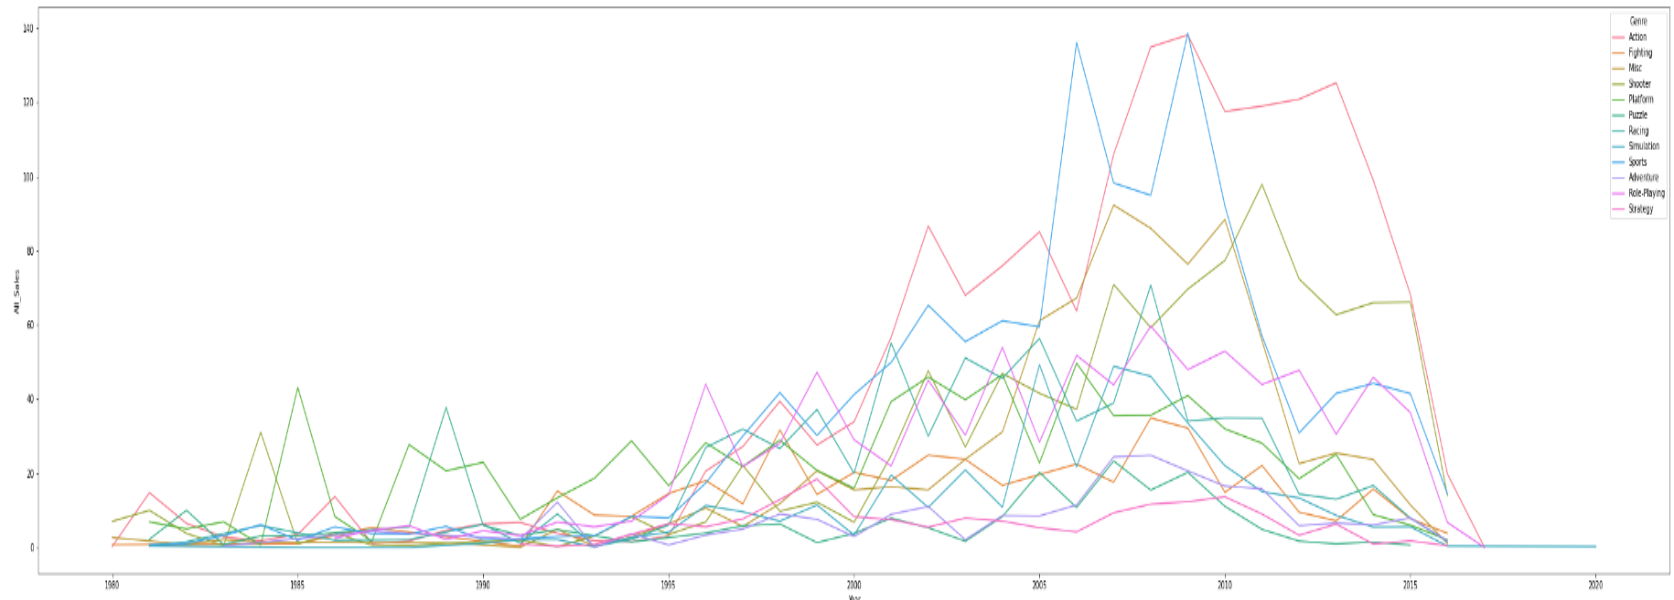 140
120
100
80
60
40
20
0
All_Sales
1980 1985 1990 1995 2000 2005 2010 2015 2020
Year
Genre
Action
Fighting
Misc
Shooter
Platform
Puzzle
Racing
Simulation
Sports
Adventure
Role-Playing
Strategy